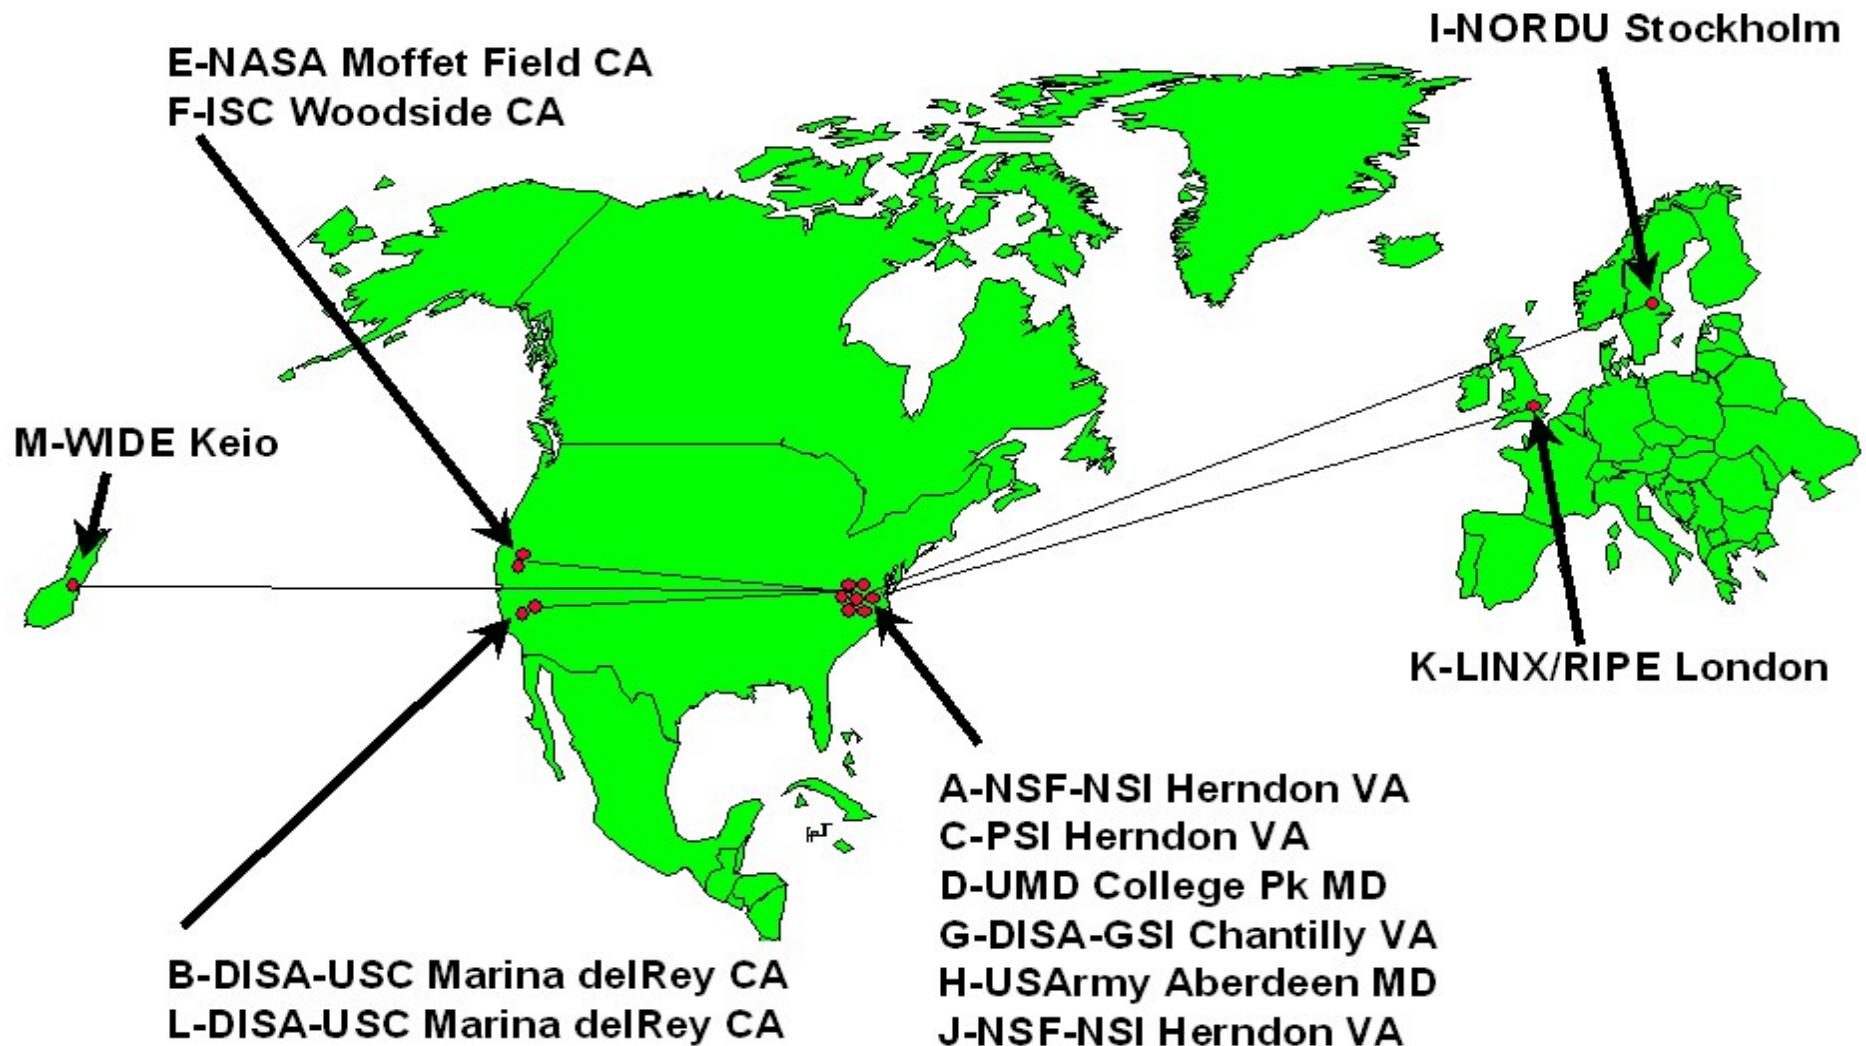 E-NASA Moffet Field CA
F-ISC Woodside CA
I-NORDU Stockholm
M-WIDE Keio
K-LINX/RIPE London
A-NSF-NSI Herndon VA
C-PSI Herndon VA
D-UMD College Pk MD
G-DISA-GSI Chantilly VA
H-USArmy Aberdeen MD
J-NSF-NSI Herndon VA
B-DISA-USC Marina delRey CA
L-DISA-USC Marina delRey CA